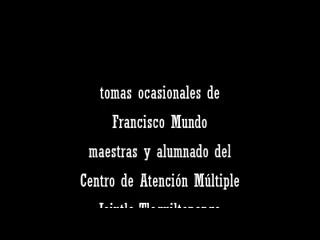 tomas ocasionales de
Francisco Mundo
maestras y alumnado del
Centro de Atención Múltiple